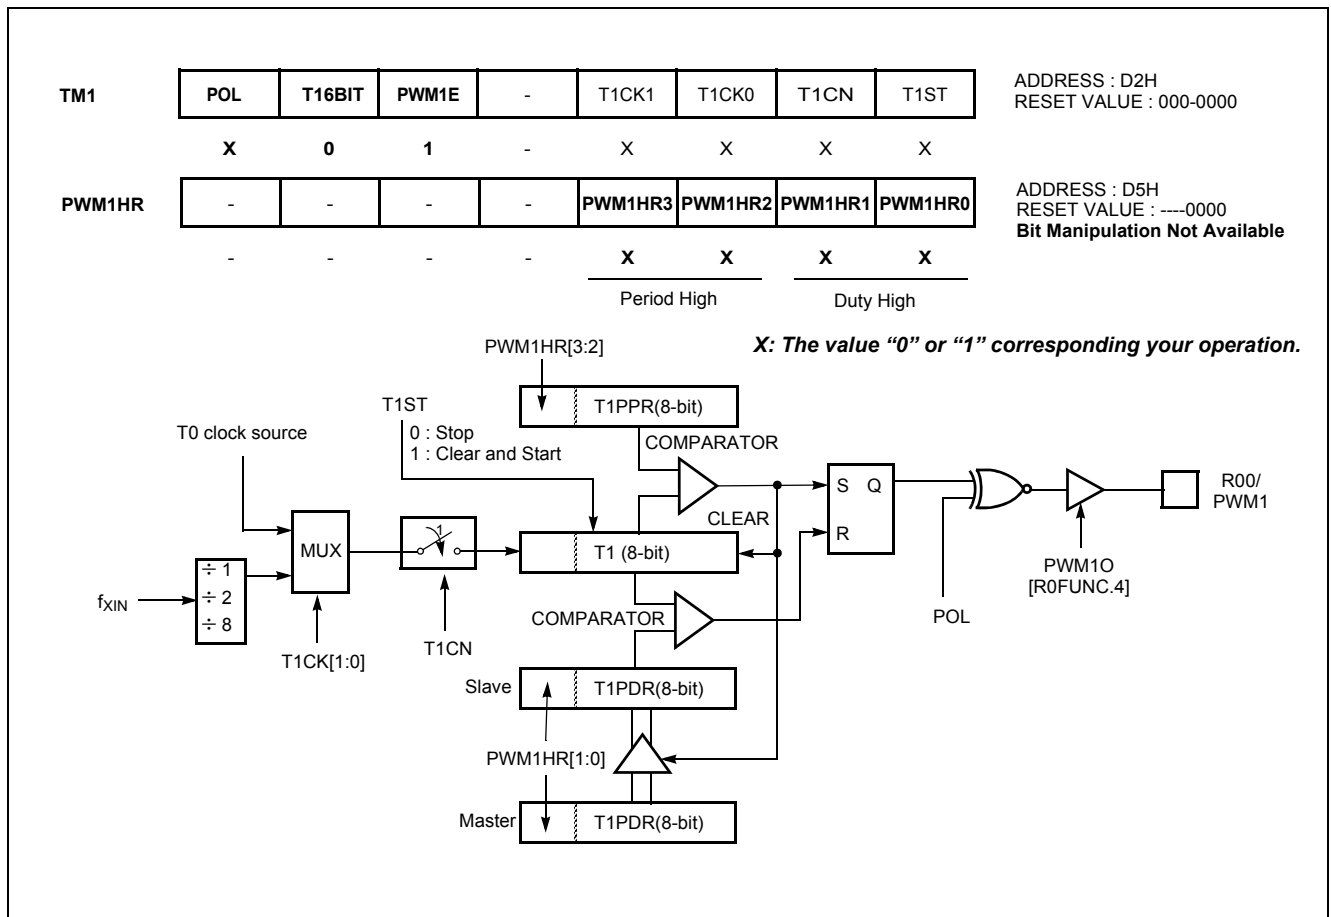 TM1 POL T16BIT PWM1E - T1CK1 T1CK0 T1CN T1ST
ADDRESS : D2H
RESET VALUE : 000-0000
X 0 1 - X X X X
PWM1HR - - - - PWM1HR3 PWM1HR2 PWM1HR1 PWM1HR0
ADDRESS : D5H
RESET VALUE : ----0000
Bit Manipulation Not Available
- - - - X X X X
Period High Duty High
X: The value “0” or “1” corresponding your operation.
PWM1HR[3:2]
T1PPR(8-bit)
T1ST
0 : Stop
1 : Clear and Start
T0 clock source
COMPARATOR
CLEAR
S Q
R
R00/
PWM1
MUX
1
T1 (8-bit)
÷ 1
÷ 2
÷ 8
fXIN
T1CK[1:0]
T1CN
COMPARATOR
POL
PWM1O
[R0FUNC.4]
Slave
T1PDR(8-bit)
PWM1HR[1:0]
Master
T1PDR(8-bit)